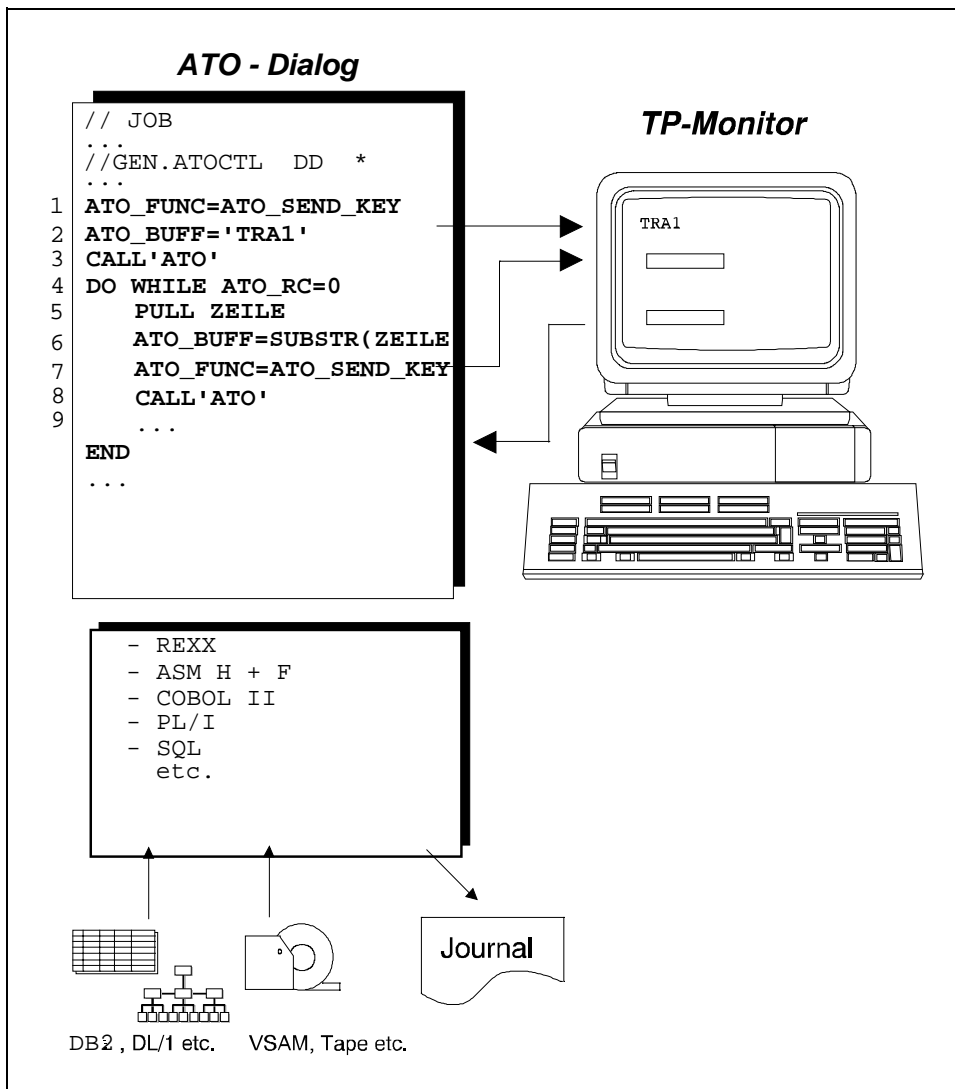 ATO - Dialog
// JOB
...
//GEN.ATOCTL  DD  *
...
1 ATO_FUNC=ATO_SEND_KEY
2 ATO_BUFF='TRA1'
3 CALL'ATO'
4 DO WHILE ATO_RC=0
5 PULL ZEILE
6 ATO_BUFF=SUBSTR(ZEILE
7 ATO_FUNC=ATO_SEND_KEY
8 CALL'ATO'
9 ...
END
...
TP-Monitor
TRA1
- REXX
- ASM H + F
- COBOL II
- PL/I
- SQL
etc.
Journal
DB2 , DL/1 etc.
VSAM, Tape etc.